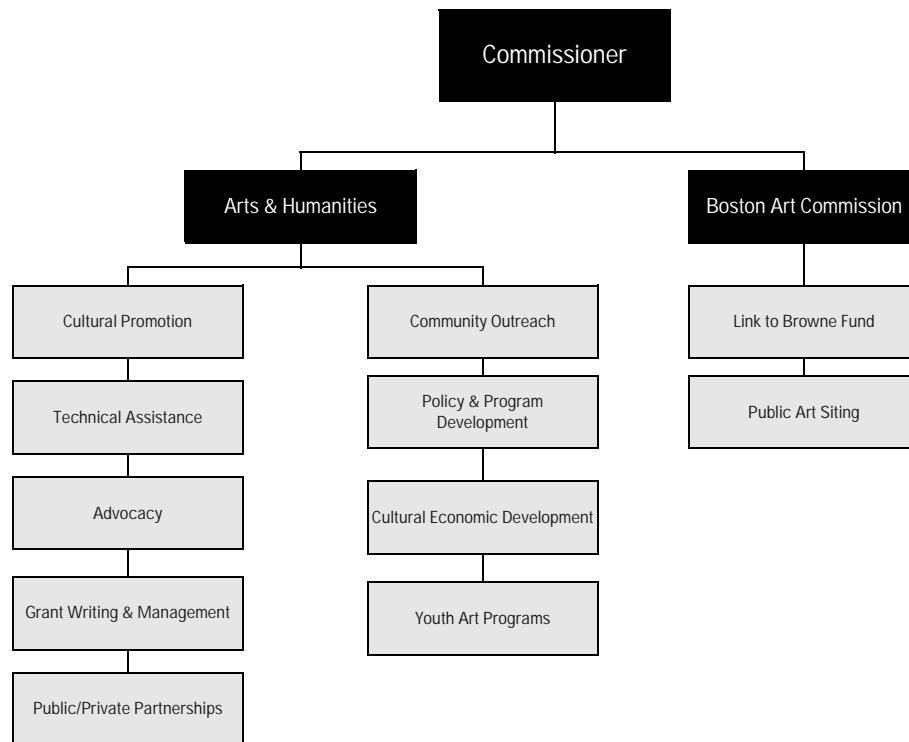 Commissioner
Arts & Humanities
Boston Art Commission
Cultural Promotion
Community Outreach
Link to Browne Fund
Technical Assistance
Policy & Program
Development
Public Art Siting
Advocacy
Cultural Economic Development
Grant Writing & Management
Youth Art Programs
Public/Private Partnerships